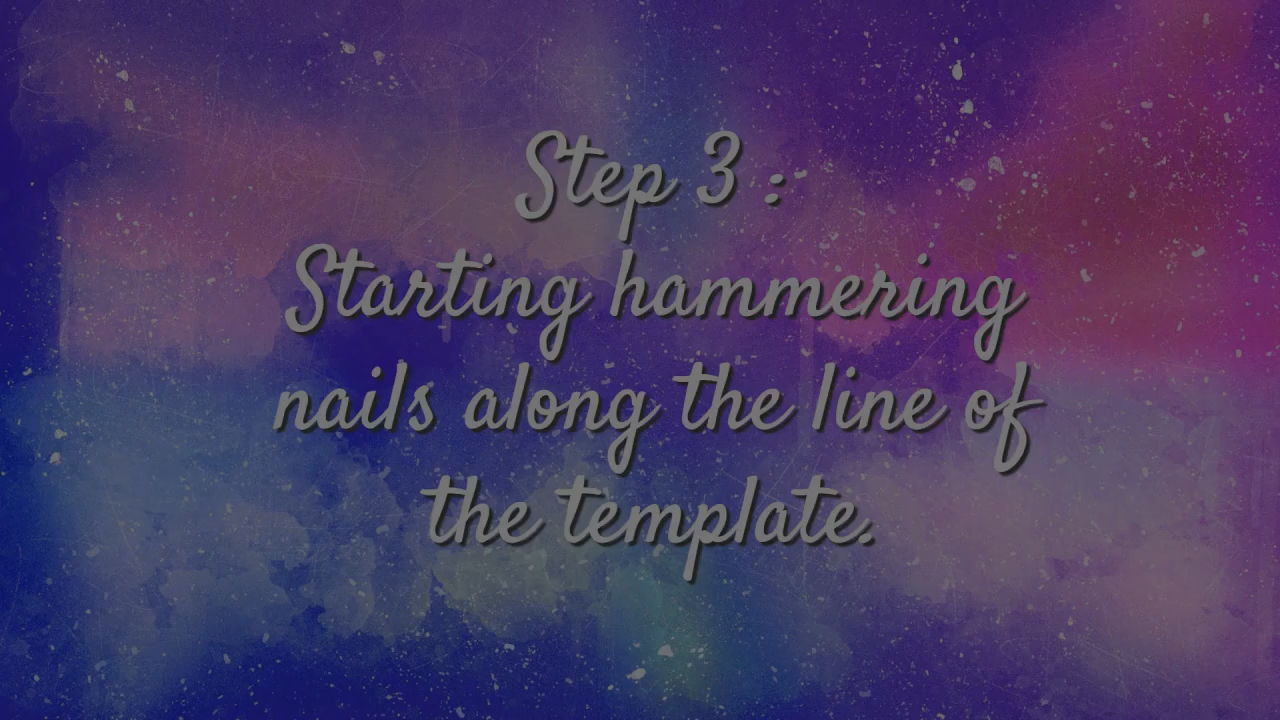 Step 3 :
Starting hammering
nails along the line of
the template.